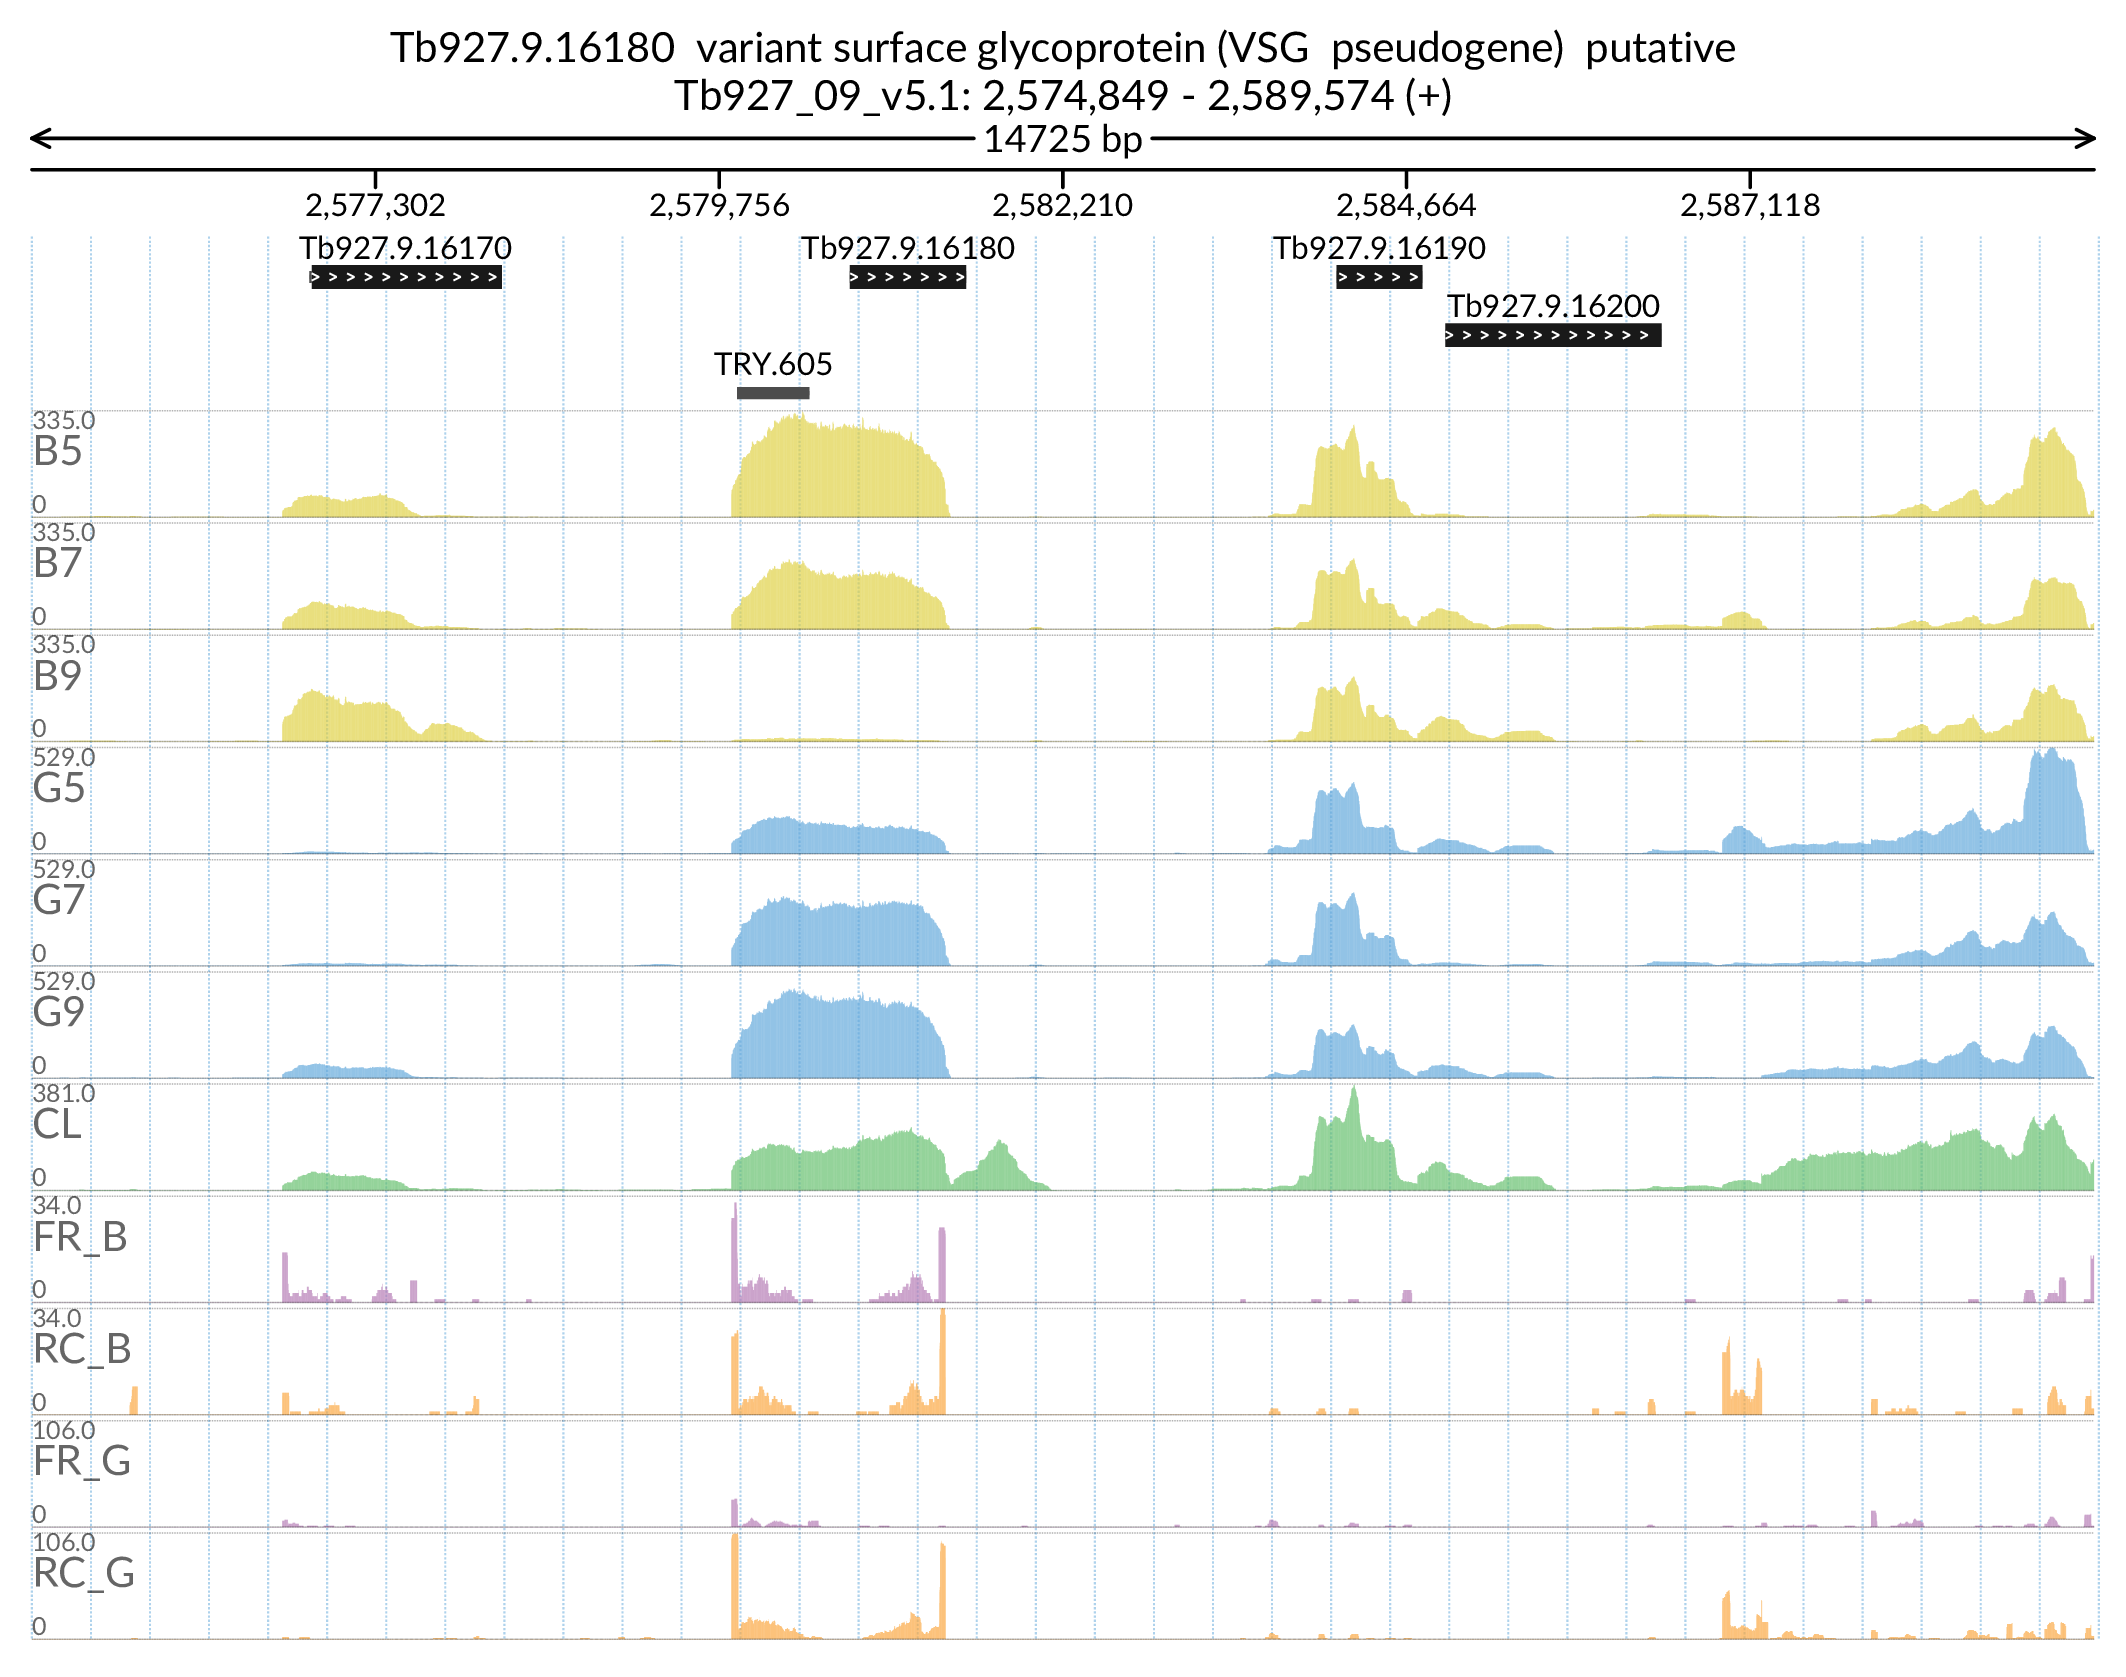 Tb927.9.16180 variant surface glycoprotein (VSG pseudogene) putative
Tb927_09_v5.1: 2,574,849 - 2,589,574 (+)
14725 bp
2,577,302 2,579,756 2,582,210 2,584,664 2,587,118
Tb927.9.16170 Tb927.9.16180 Tb927.9.16190
Tb927.9.16200
TRY.605
335.0
B5
0
335.0
B7
0
335.0
B9
0
529.0
G5
0
529.0
G7
0
529.0
G9
0
381.0
CL
0
34.0
FR_B
0
34.0
RC_B
0
106.0
FR_G
0
106.0
RC_G
0